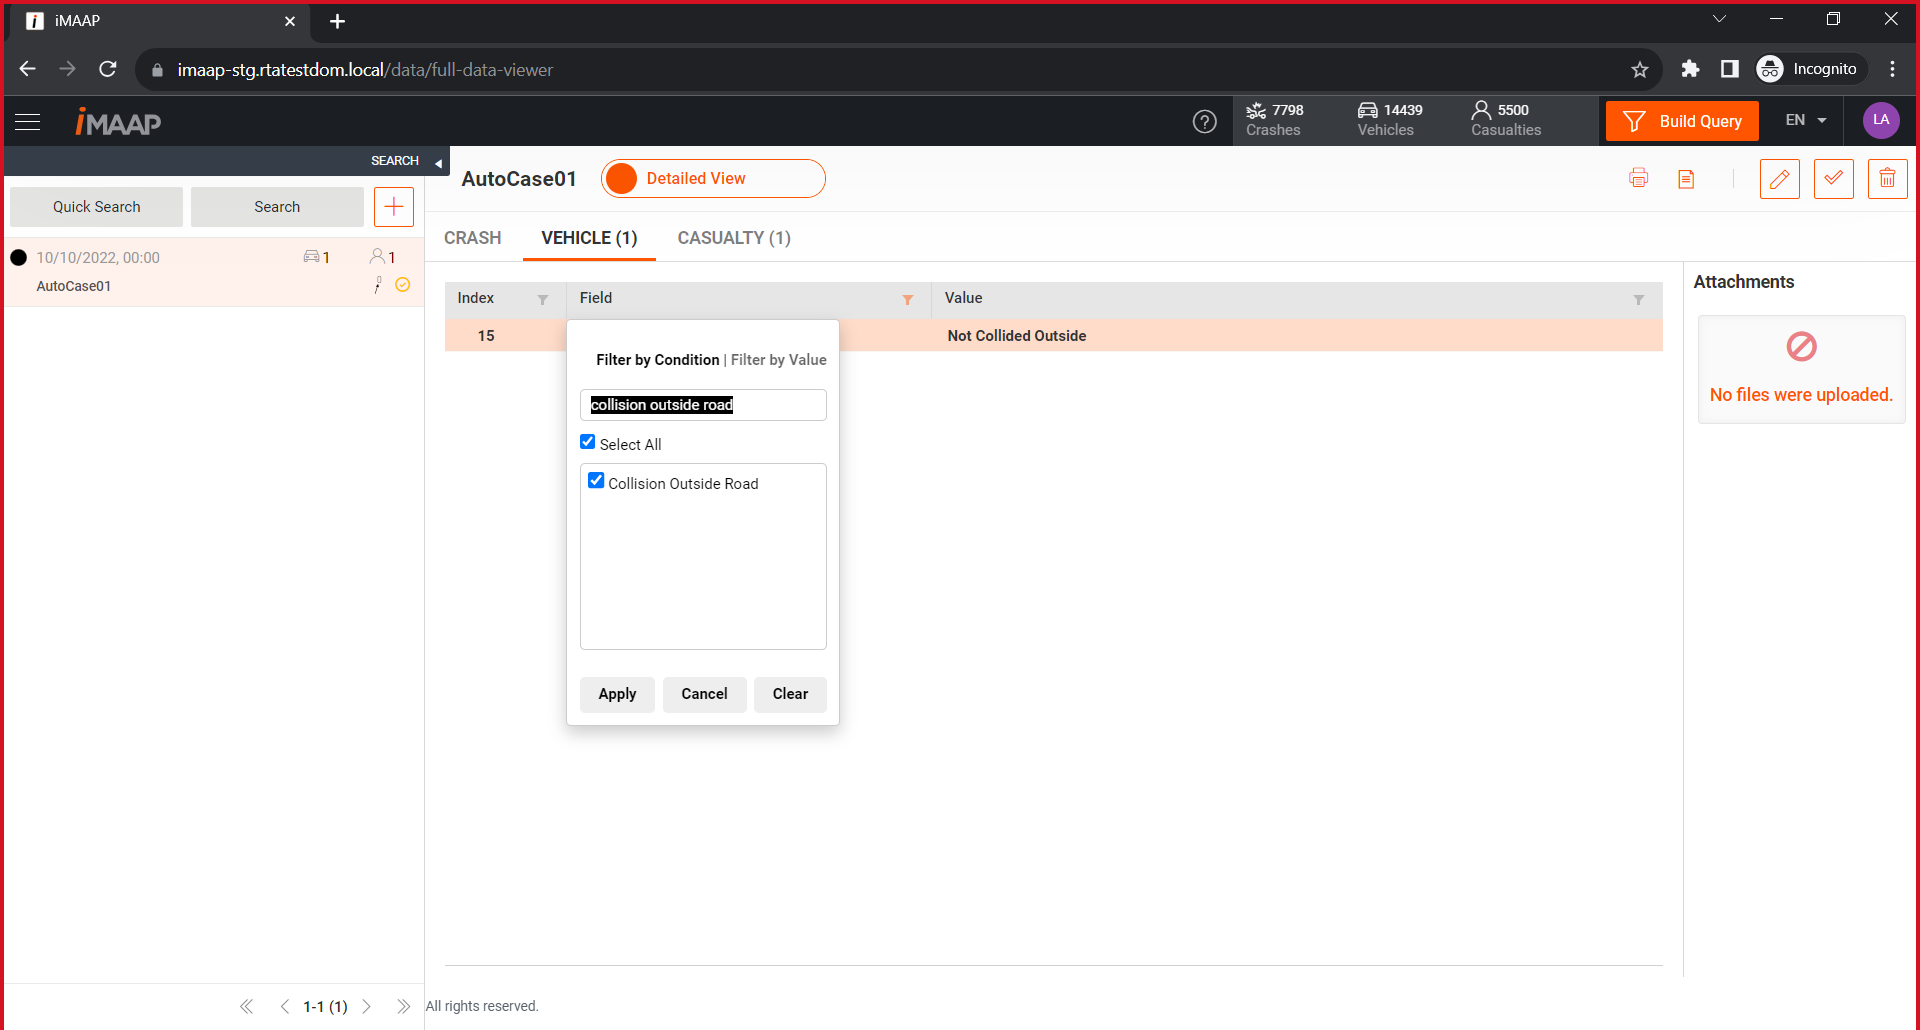 iMAAP
imaap-stg.rtatestdom.local/data/full-data-viewer
Incognito
iMAAP
7798
Crashes
14439
Vehicles
5500
Casualties
Build Query
EN
LA
SEARCH
Quick Search
Search
10/10/2022, 00:00
1
1
AutoCase01
AutoCase01
Detailed View
CRASH
VEHICLE (1)
CASUALTY (1)
Index
Field
Value
15
Not Collided Outside
Filter by Condition | Filter by Value
collision outside road
Select All
Collision Outside Road
Apply
Cancel
Clear
Attachments
No files were uploaded.
1-1 (1)
All rights reserved.